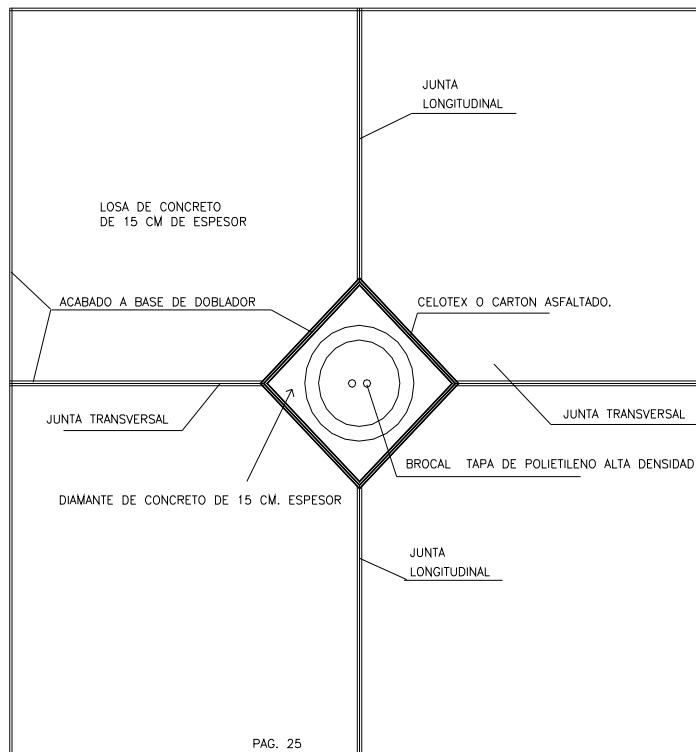 JUNTA
LONGITUDINAL
LOSA DE CONCRETO
DE 15 CM DE ESPESOR
ACABADO A BASE DE DOBLADOR
CELOTEX O CARTON ASFALTADO.
JUNTA TRANSVERSAL
JUNTA TRANSVERSAL
BROCAL TAPA DE POLIETILENO ALTA DENSIDAD
DIAMANTE DE CONCRETO DE 15 CM. ESPESOR
JUNTA
LONGITUDINAL
PAG. 25